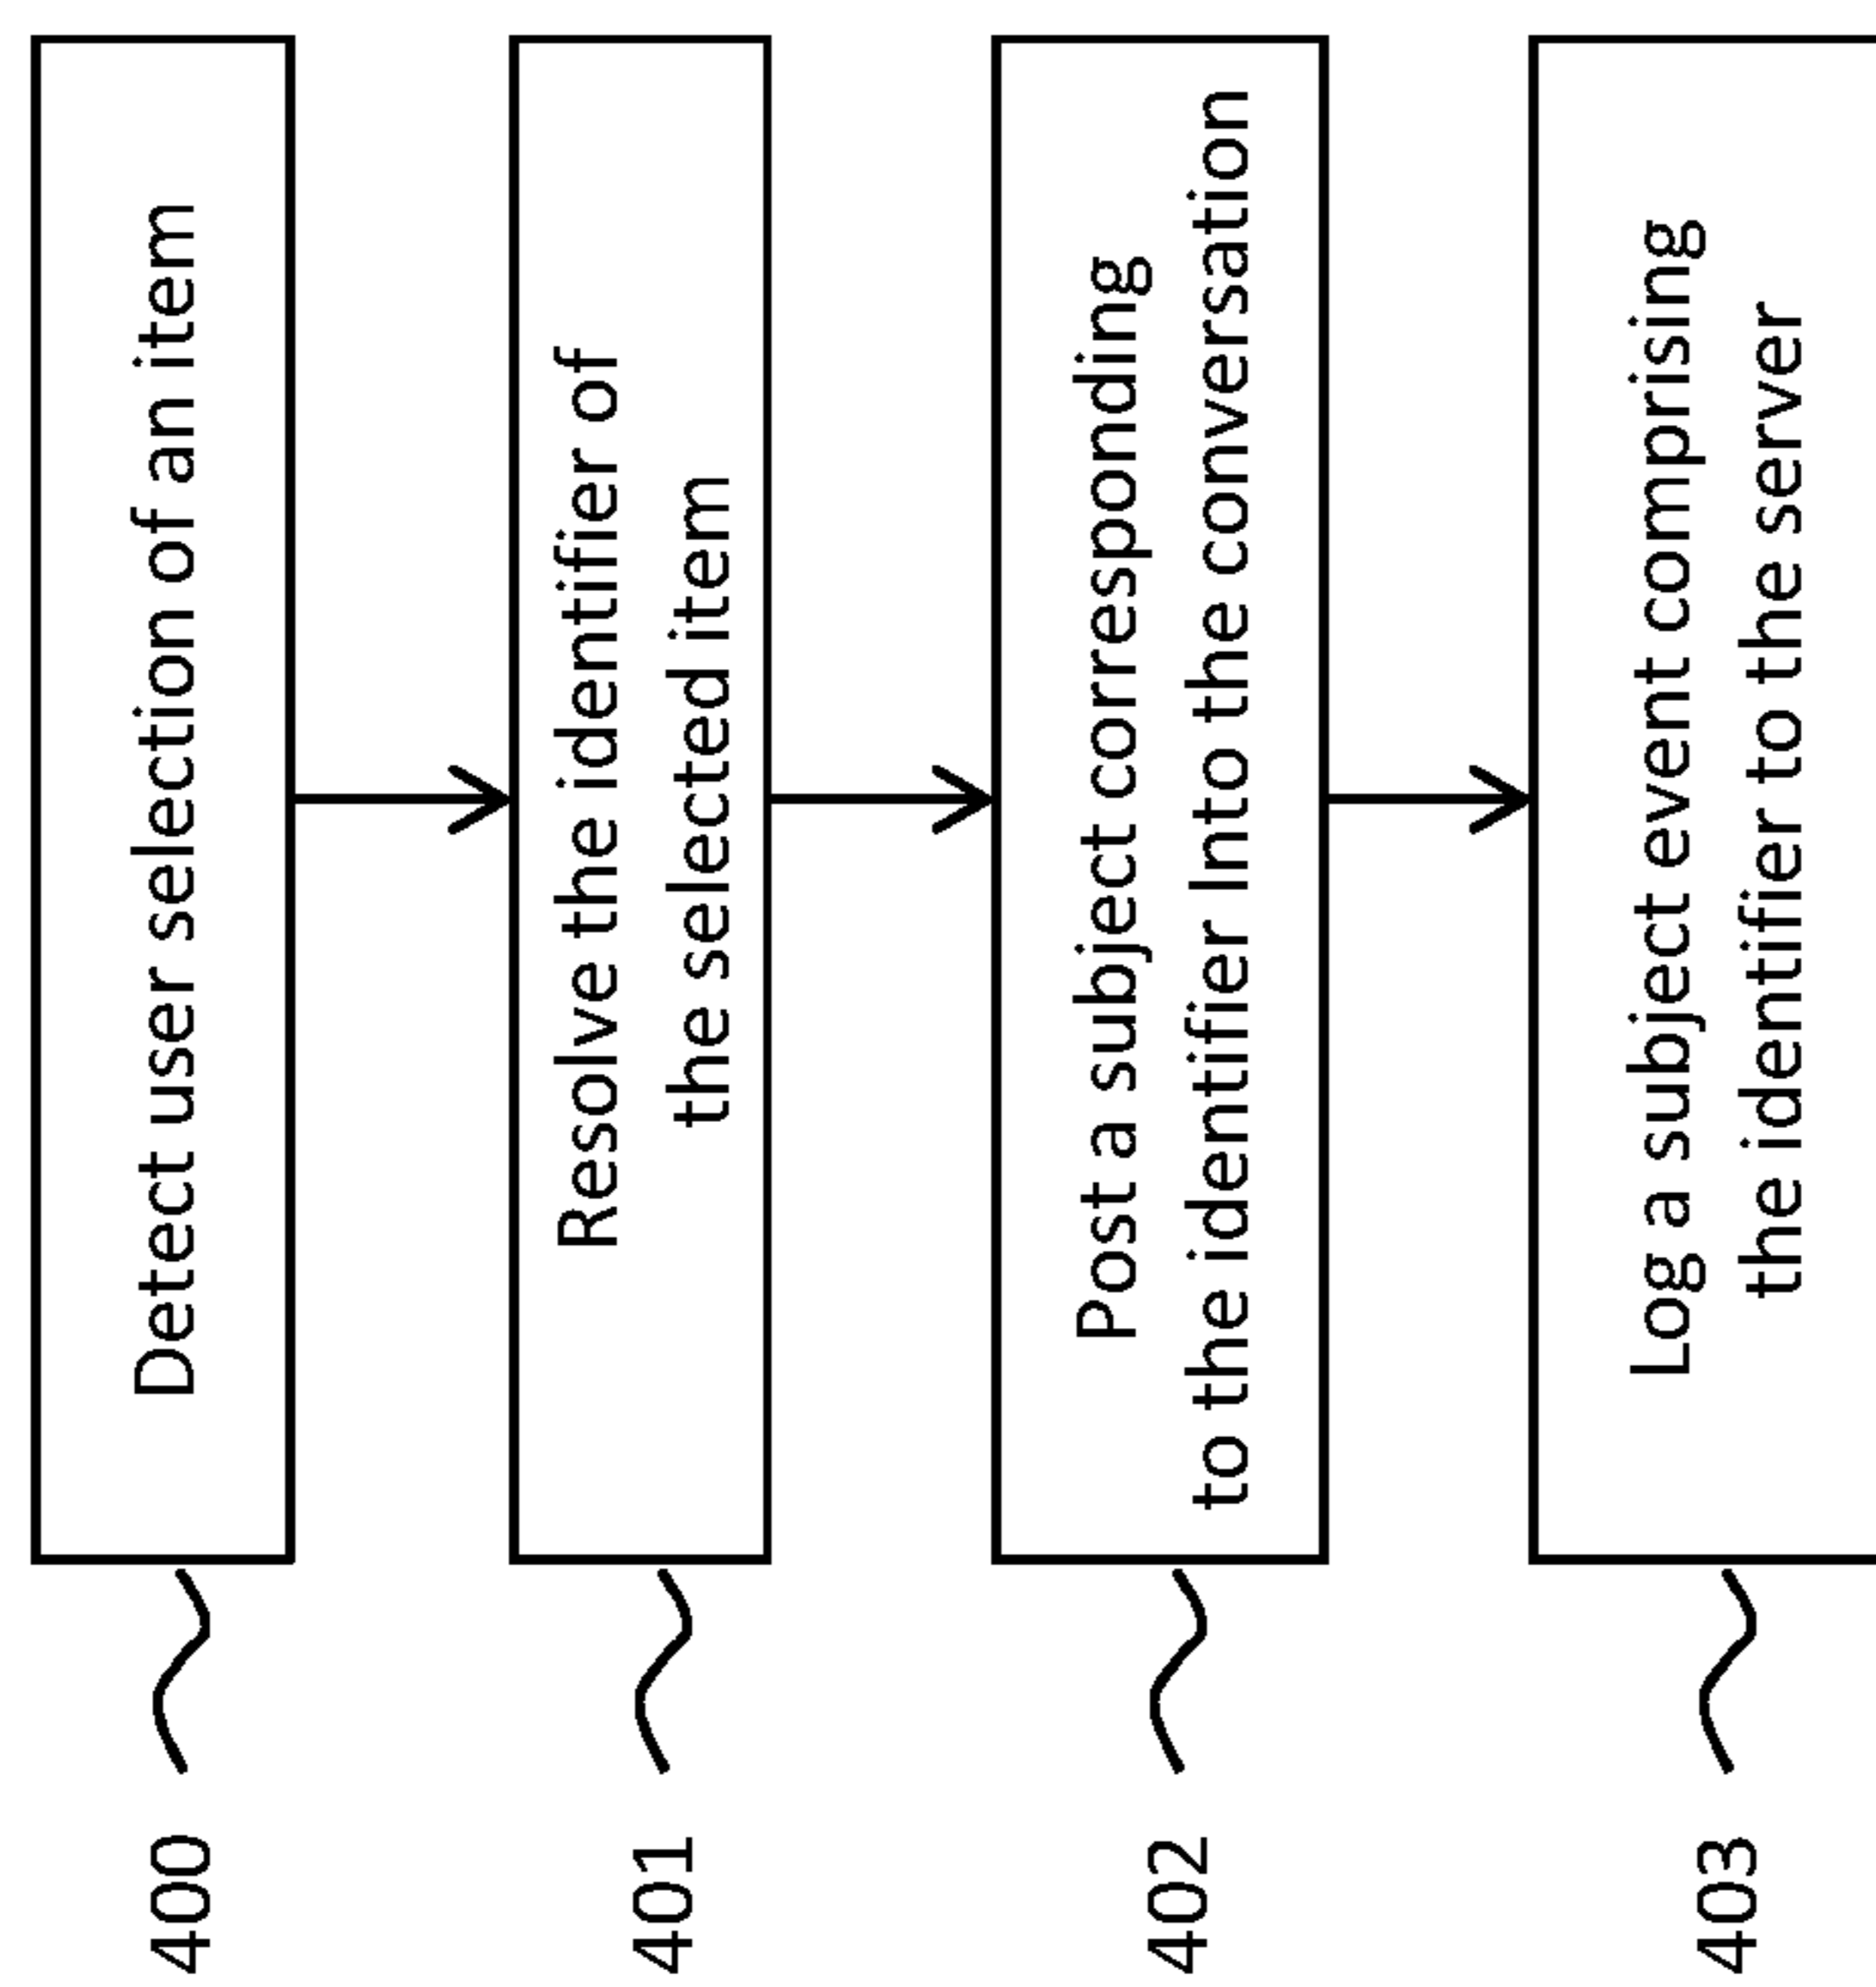 400
Detect user selection of an item
401
Resolve the identifier of
the selected item
402
Post a subject corresponding
to the identifier Into the conversation
403
Log a subject event comprising
the identifier to the server